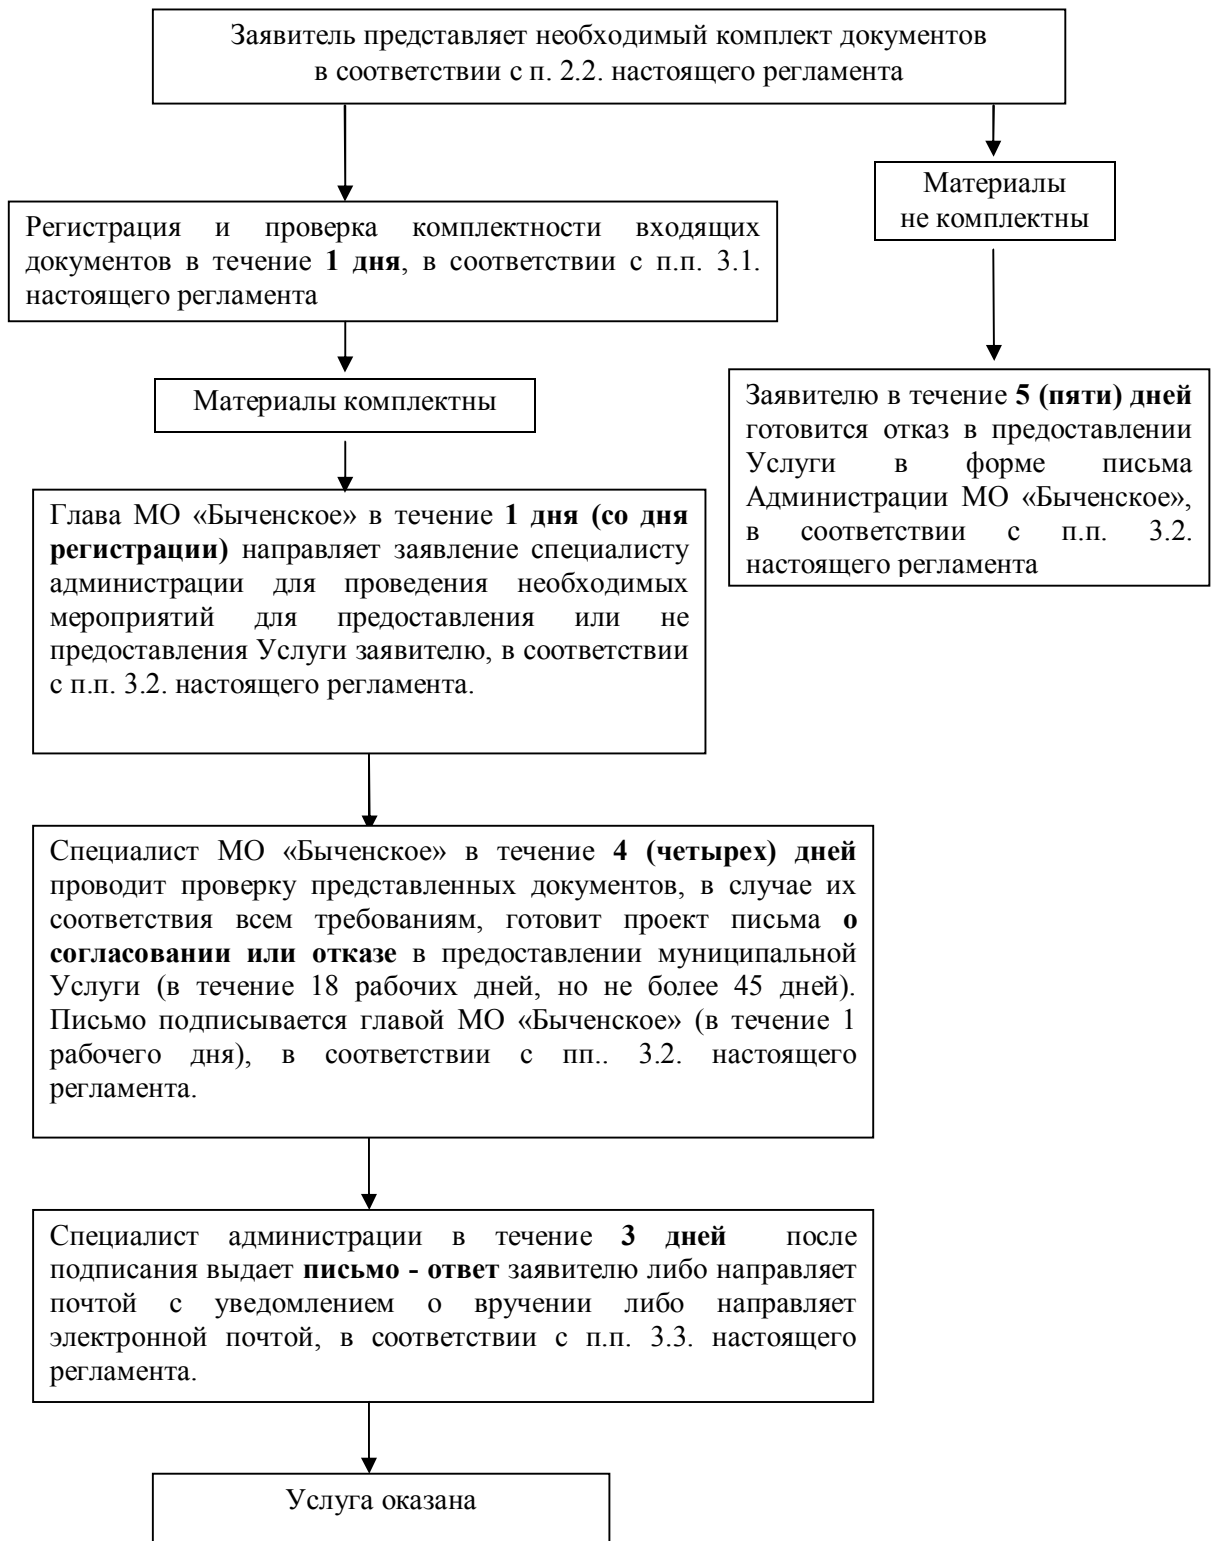 Заявитель представляет необходимый комплект документов
в соответствии с п. 2.2. настоящего регламента
Материалы
не комплектны
Регистрация и проверка комплектности входящих
документов в течение 1 дня, в соответствии с п.п. 3.1.
настоящего регламента
Материалы комплектны
Заявителю в течение 5 (пяти) дней
готовится отказ в предоставлении
Услуги в форме письма
Администрации МО «Быченское»,
в соответствии с п.п. 3.2.
настоящего регламента
Глава МО «Быченское» в течение 1 дня (со дня
регистрации) направляет заявление специалисту
администрации для проведения необходимых
мероприятий для предоставления или не
предоставления Услуги заявителю, в соответствии
с п.п. 3.2. настоящего регламента.
Специалист МО «Быченское» в течение 4 (четырех) дней
проводит проверку представленных документов, в случае их
соответствия всем требованиям, готовит проект письма о
согласовании или отказе в предоставлении муниципальной
Услуги (в течение 18 рабочих дней, но не более 45 дней).
Письмо подписывается главой МО «Быченское» (в течение 1
рабочего дня), в соответствии с пп.. 3.2. настоящего
регламента.
Специалист администрации в течение 3 дней после
подписания выдает письмо - ответ заявителю либо направляет
почтой с уведомлением о вручении либо направляет
электронной почтой, в соответствии с п.п. 3.3. настоящего
регламента.
Услуга оказана